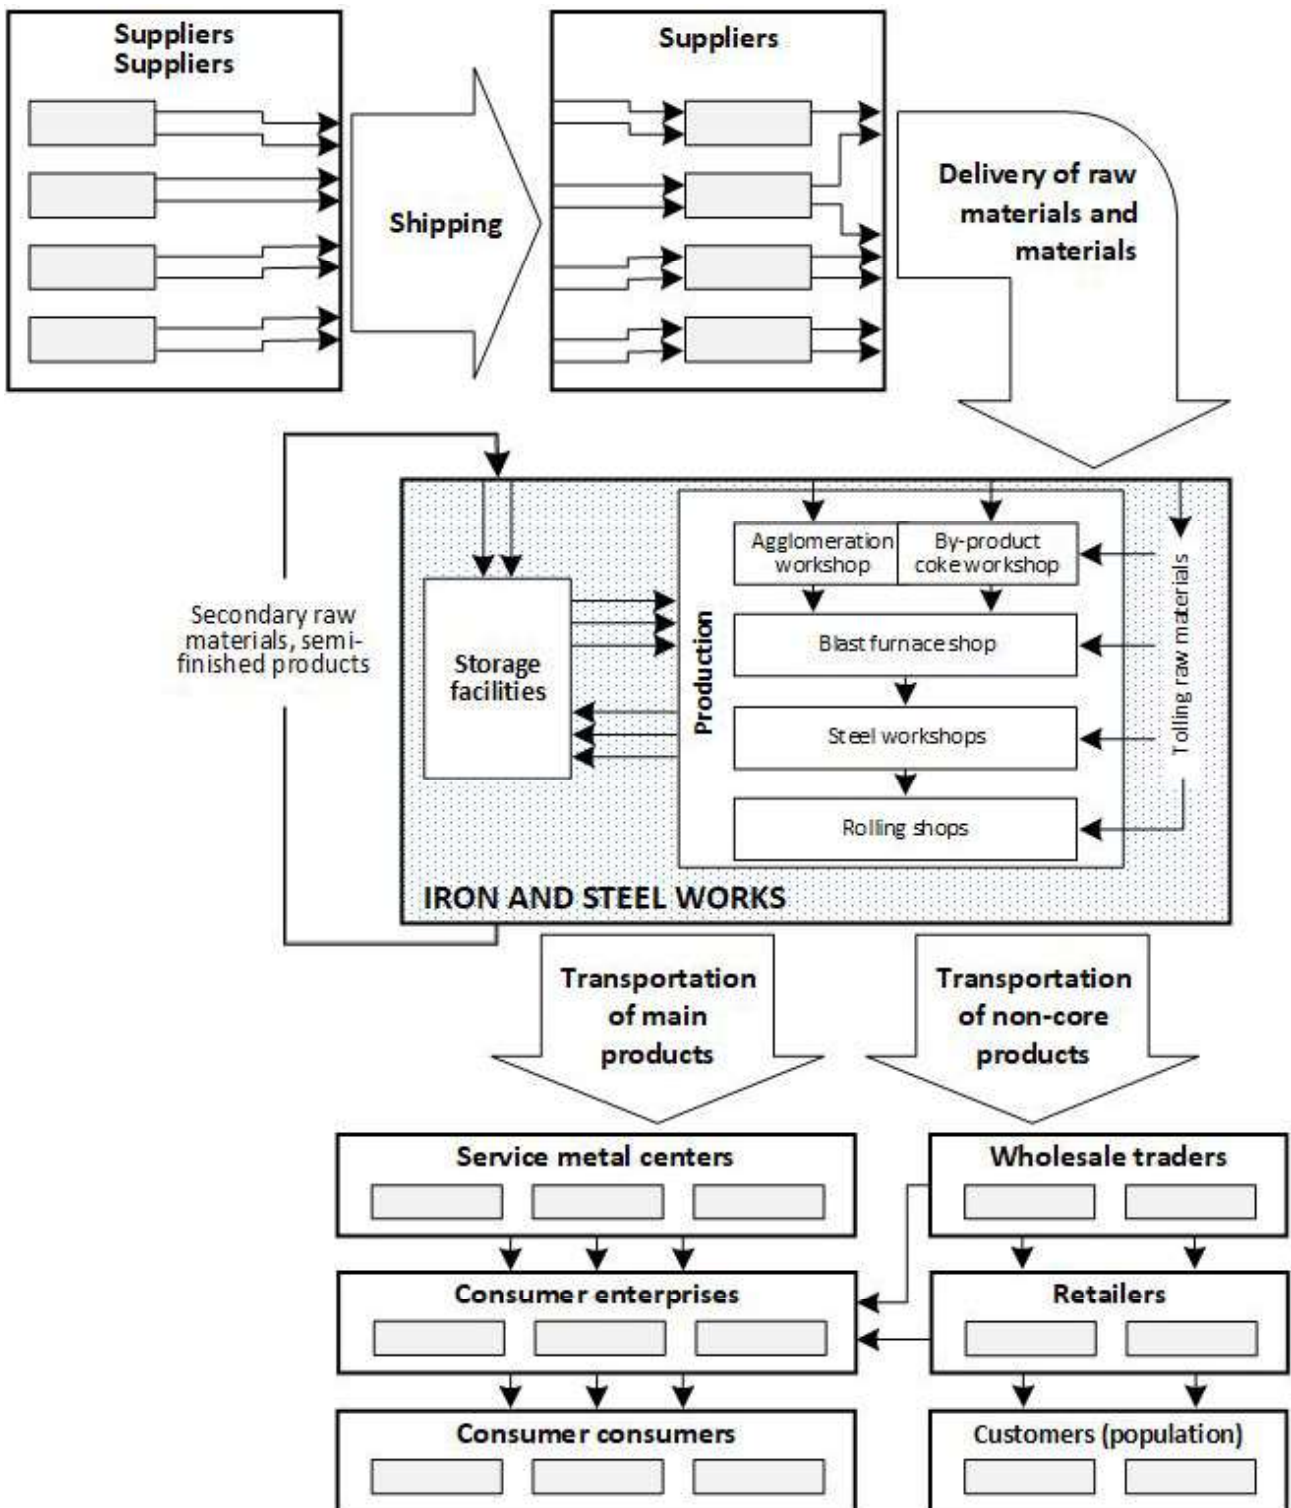 Suppliers
Suppliers
Suppliers
Shipping
Delivery of raw
materials and
materials
Secondary raw
materials, semi-
finished products
Storage
facilities
Production
Agglomeration
workshop
By-product
coke workshop
Blast furnace shop
Steel workshops
Rolling shops
Tolling raw materials
IRON AND STEEL WORKS
Transportation
of main
products
Transportation
of non-core
products
Service metal centers
Wholesale traders
Consumer enterprises
Retailers
Consumer consumers
Customers (population)